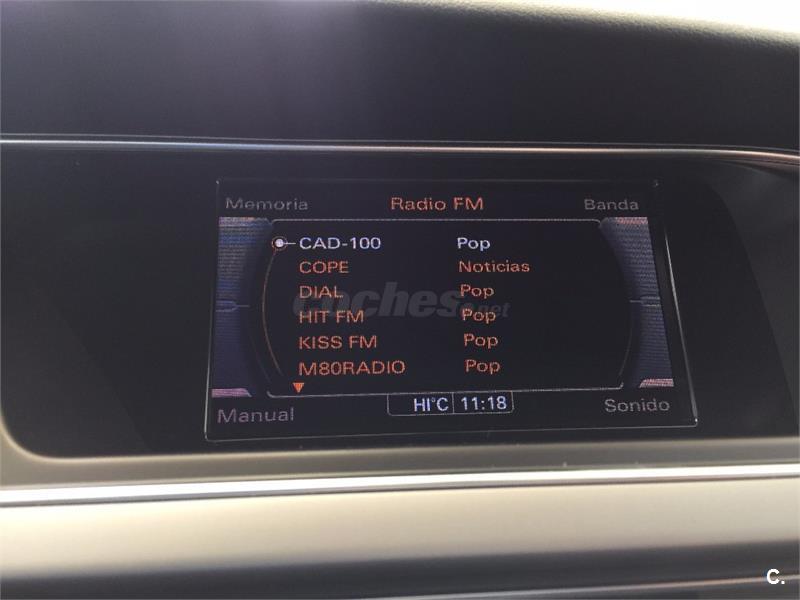 Memoria Radio FM Banda
CAD-100 Pop
COPE Noticias
DIAL Pop
HIT FM Pop
KISS FM Pop
M80RADIO Pop
HI°C 11:18
Manual Sonido
coches.net
C.